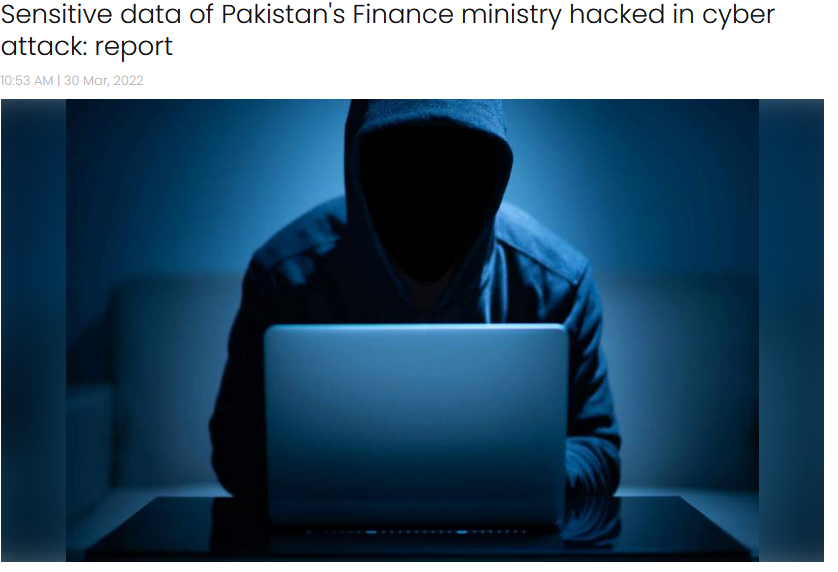 Sensitive data of Pakistan's Finance ministry hacked in cyber
attack: report
10:53 AM | 30 Mar, 2022